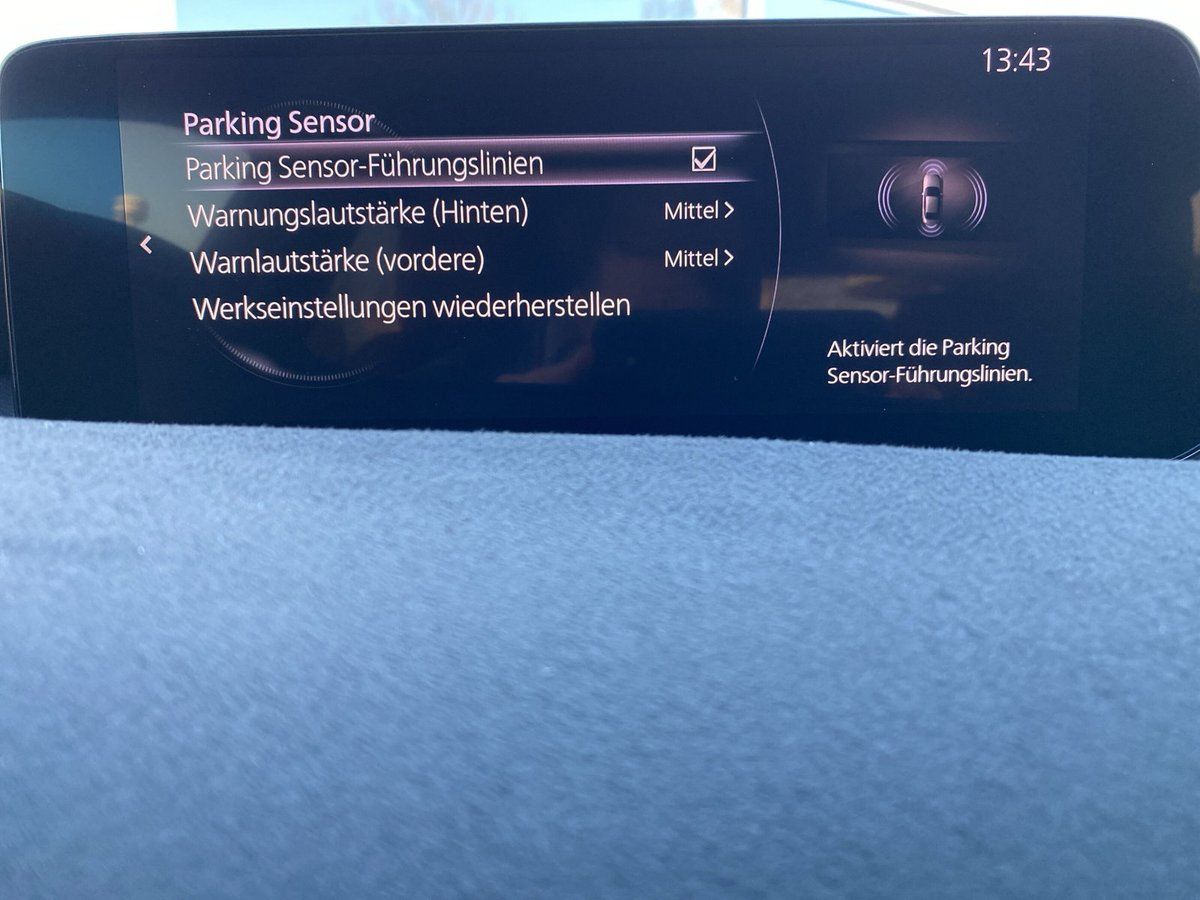 13:43
Parking Sensor
Parking Sensor-Führungslinien
Warnungslautstärke (Hinten) Mittel >
Warnlautstärke (vordere) Mittel >
Werkseinstellungen wiederherstellen
Aktiviert die Parking
Sensor-Führungslinien.